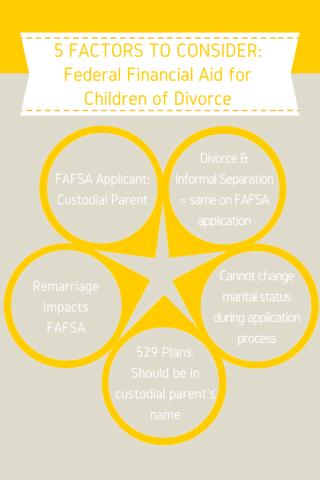 5 FACTORS TO CONSIDER:
Federal Financial Aid for
Children of Divorce
FAFSA Applicant:
Custodial Parent
Divorce &
Informal Separation
= same on FAFSA
application
Remarriage
Impacts
FAFSA
Cannot change
marital status
during application
process
529 Plans:
Should be in
custodial parent's
name